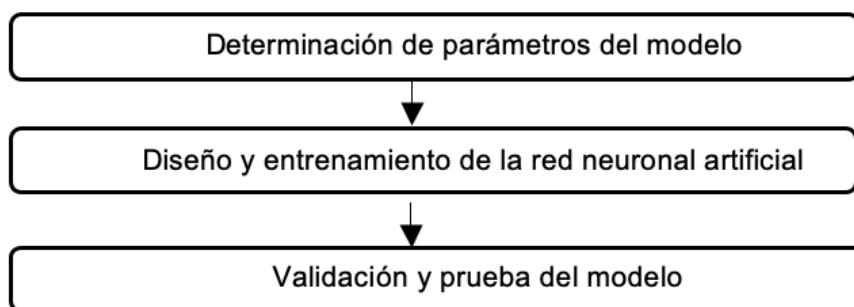 Determinación de parámetros del modelo
Diseño y entrenamiento de la red neuronal artificial
Validación y prueba del modelo